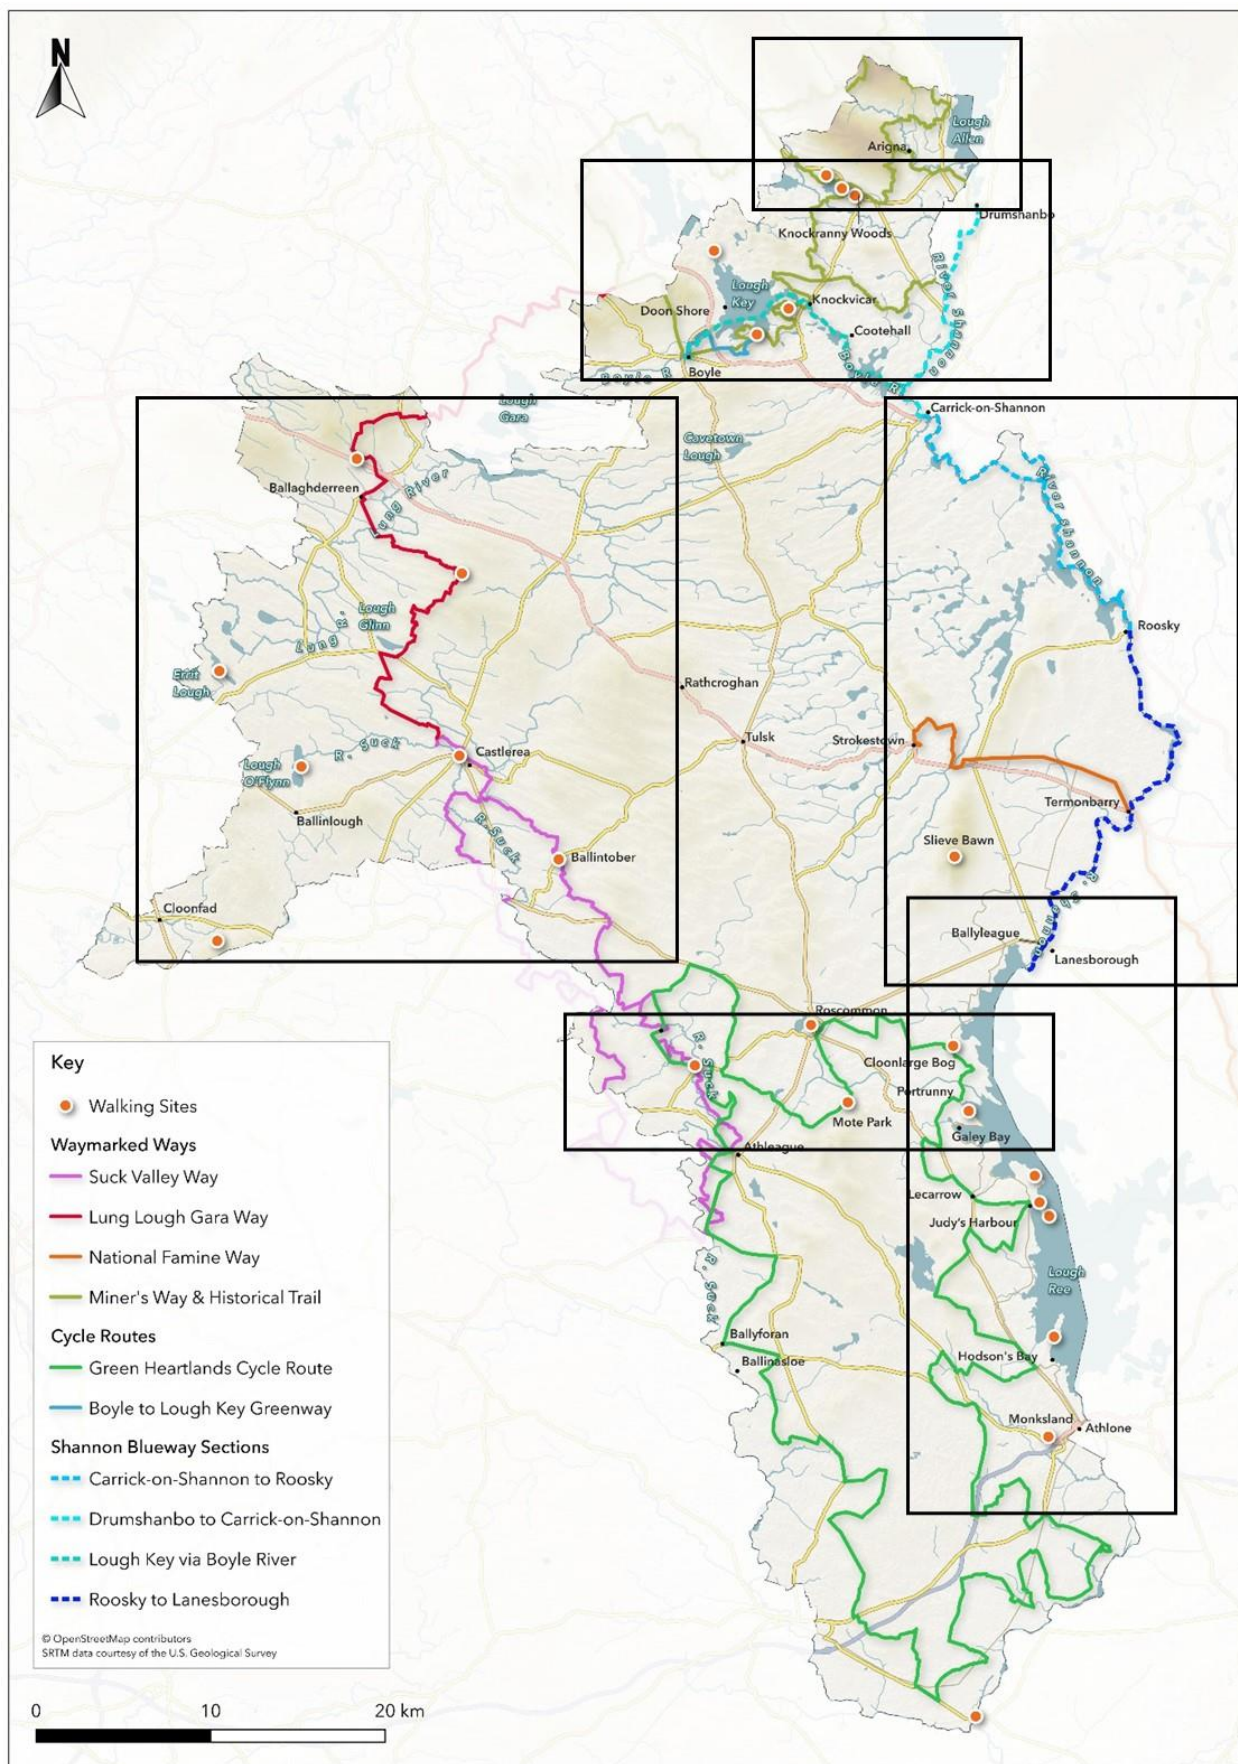 N
Lough
Allen
Arigna
Drumshanbo
Knockranny Woods
River Shannon
Lough
Key
Doon Shore
Knockvicar
Cootehall
Boyle R
Boyle R
Boyle
Lough
Gara
Carrick-on-Shannon
Cavetown
Lough
Ballaghderreen
Lung River
River Shannon
Lough
Glinn
Lung R.
Roosky
Errit
Lough
Rathcroghan
Tulsk
Strokestown
R. Suck
Castlerea
Lough
O'Flynn
Termonbarry
Ballinlough
R. Suck
Slieve Bawn
Ballintober
R. Shannon
Cloonfad
Ballyleague
Lanesborough
Roscommon
R. Suck
Cloonlarge Bog
Portrunny
Mote Park
Galey Bay
Athleague
Lecarrow
Judy's Harbour
R. Suck
Lough
Ree
Ballyforan
Hodson's Bay
Ballinasloe
Monksland
Athlone
Key
Walking Sites
Waymarked Ways
Suck Valley Way
Lung Lough Gara Way
National Famine Way
Miner's Way & Historical Trail
Cycle Routes
Green Heartlands Cycle Route
Boyle to Lough Key Greenway
Shannon Blueway Sections
Carrick-on-Shannon to Roosky
Drumshanbo to Carrick-on-Shannon
Lough Key via Boyle River
Roosky to Lanesborough
© OpenStreetMap contributors
SRTM data courtesy of the U.S. Geological Survey
0 10 20 km